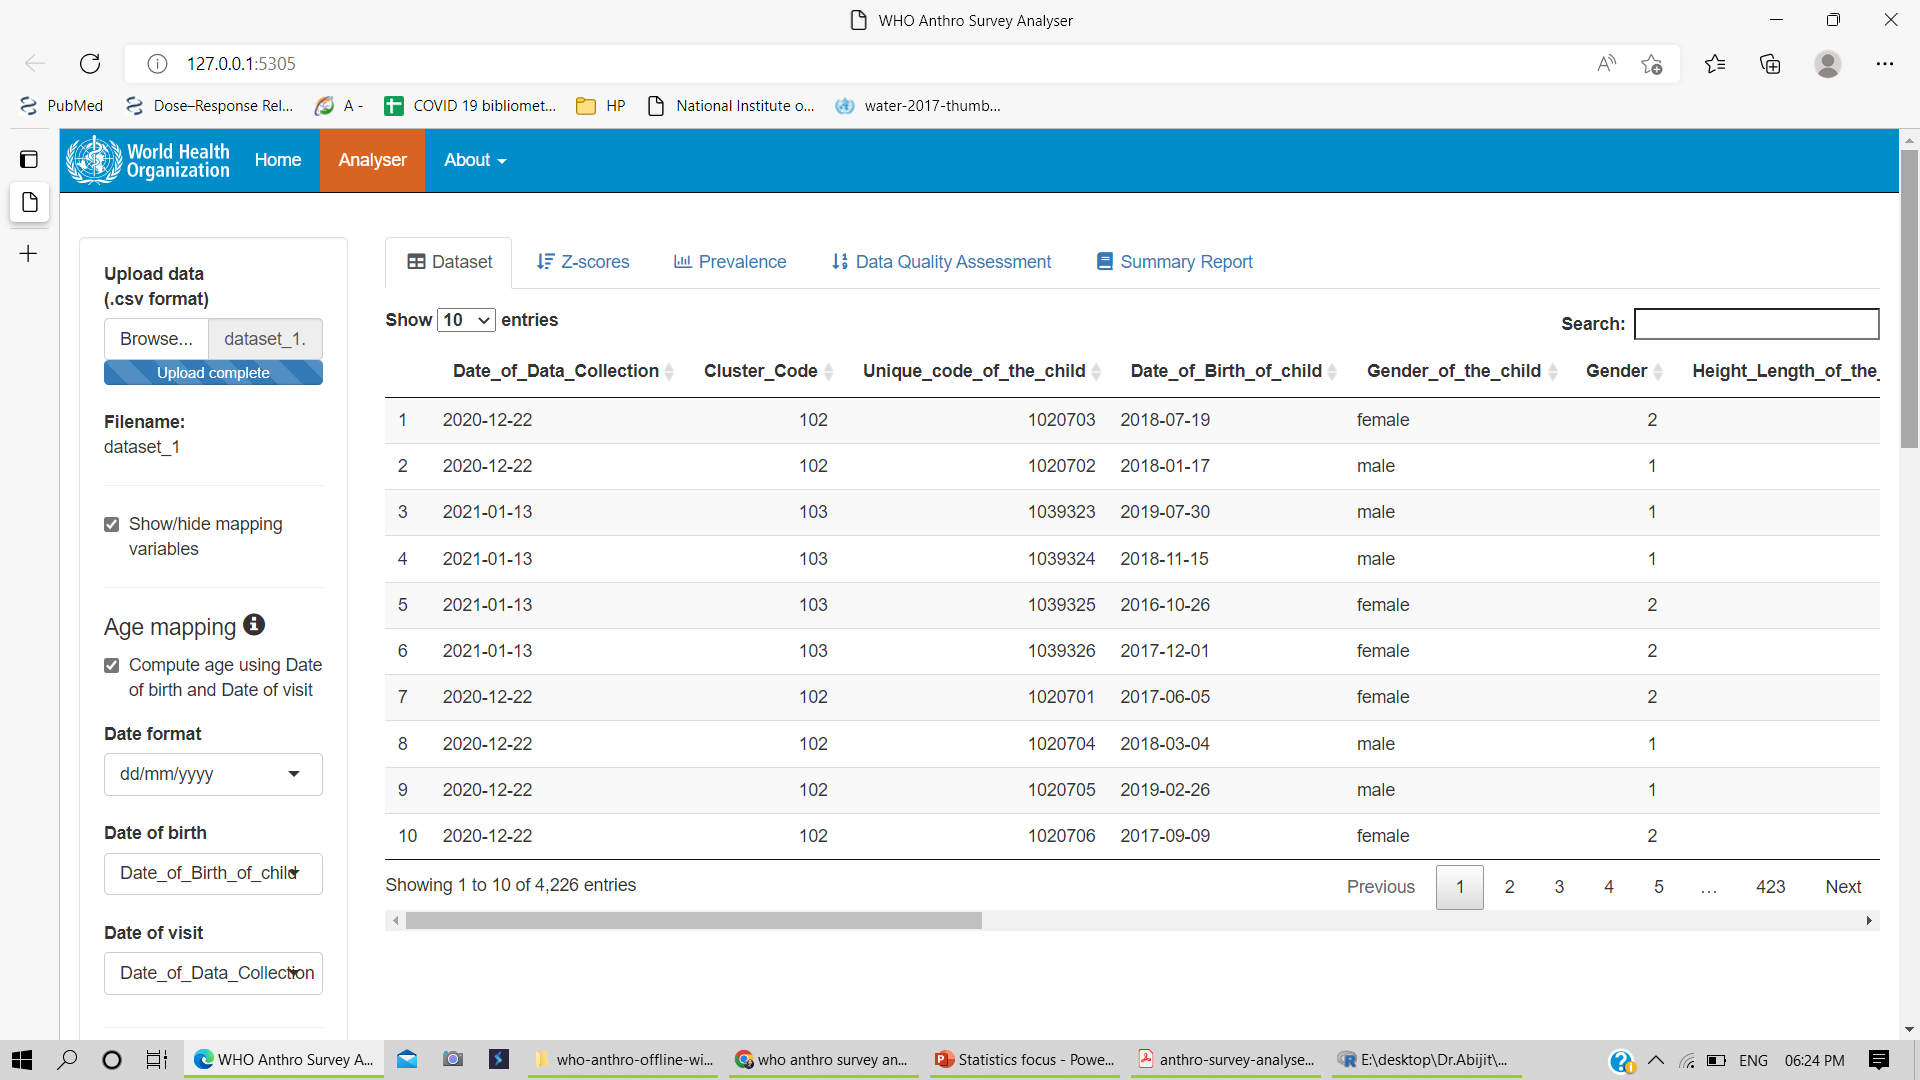 WHO Anthro Survey Analyser
127.0.0.1:5305
PubMed
Dose–Response Rel...
A -
COVID 19 bibliomet...
HP
National Institute o...
water-2017-thumb...
World Health
Organization
Home
Analyser
About
Upload data
(.csv format)
Browse...
dataset_1.
Upload complete
Filename:
dataset_1
Show/hide mapping
variables
Age mapping
Compute age using Date
of birth and Date of visit
Date format
dd/mm/yyyy
Date of birth
Date_of_Birth_of_child
Date of visit
Date_of_Data_Collection
Dataset
Z-scores
Prevalence
Data Quality Assessment
Summary Report
Show 10 entries
Search:
Date_of_Data_Collection Cluster_Code Unique_code_of_the_child Date_of_Birth_of_child Gender_of_the_child Gender Height_Length_of_the_
1 2020-12-22 102 1020703 2018-07-19 female 2
2 2020-12-22 102 1020702 2018-01-17 male 1
3 2021-01-13 103 1039323 2019-07-30 male 1
4 2021-01-13 103 1039324 2018-11-15 male 1
5 2021-01-13 103 1039325 2016-10-26 female 2
6 2021-01-13 103 1039326 2017-12-01 female 2
7 2020-12-22 102 1020701 2017-06-05 female 2
8 2020-12-22 102 1020704 2018-03-04 male 1
9 2020-12-22 102 1020705 2019-02-26 male 1
10 2020-12-22 102 1020706 2017-09-09 female 2
Showing 1 to 10 of 4,226 entries
Previous 1 2 3 4 5 … 423 Next
WHO Anthro Survey A...
who-anthro-offline-wi...
who anthro survey an...
Statistics focus - Powe...
anthro-survey-analyse...
E:\desktop\Dr.Abijit\...
ENG
06:24 PM